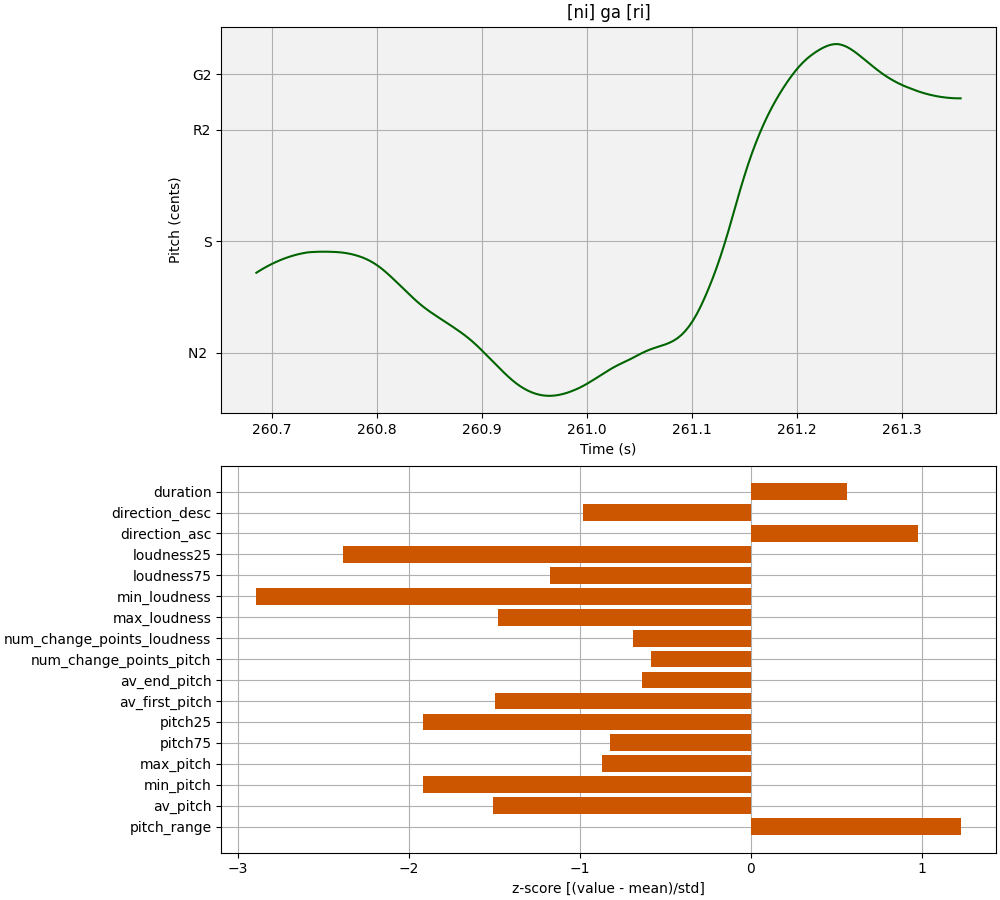 [ni] ga [ri]
Pitch (cents)
G2
R2
S
N2
260.7 260.8 260.9 261.0 261.1 261.2 261.3
Time (s)
duration
direction_desc
direction_asc
loudness25
loudness75
min_loudness
max_loudness
num_change_points_loudness
num_change_points_pitch
av_end_pitch
av_first_pitch
pitch25
pitch75
max_pitch
min_pitch
av_pitch
pitch_range
−3 −2 −1 0 1
z-score [(value - mean)/std]